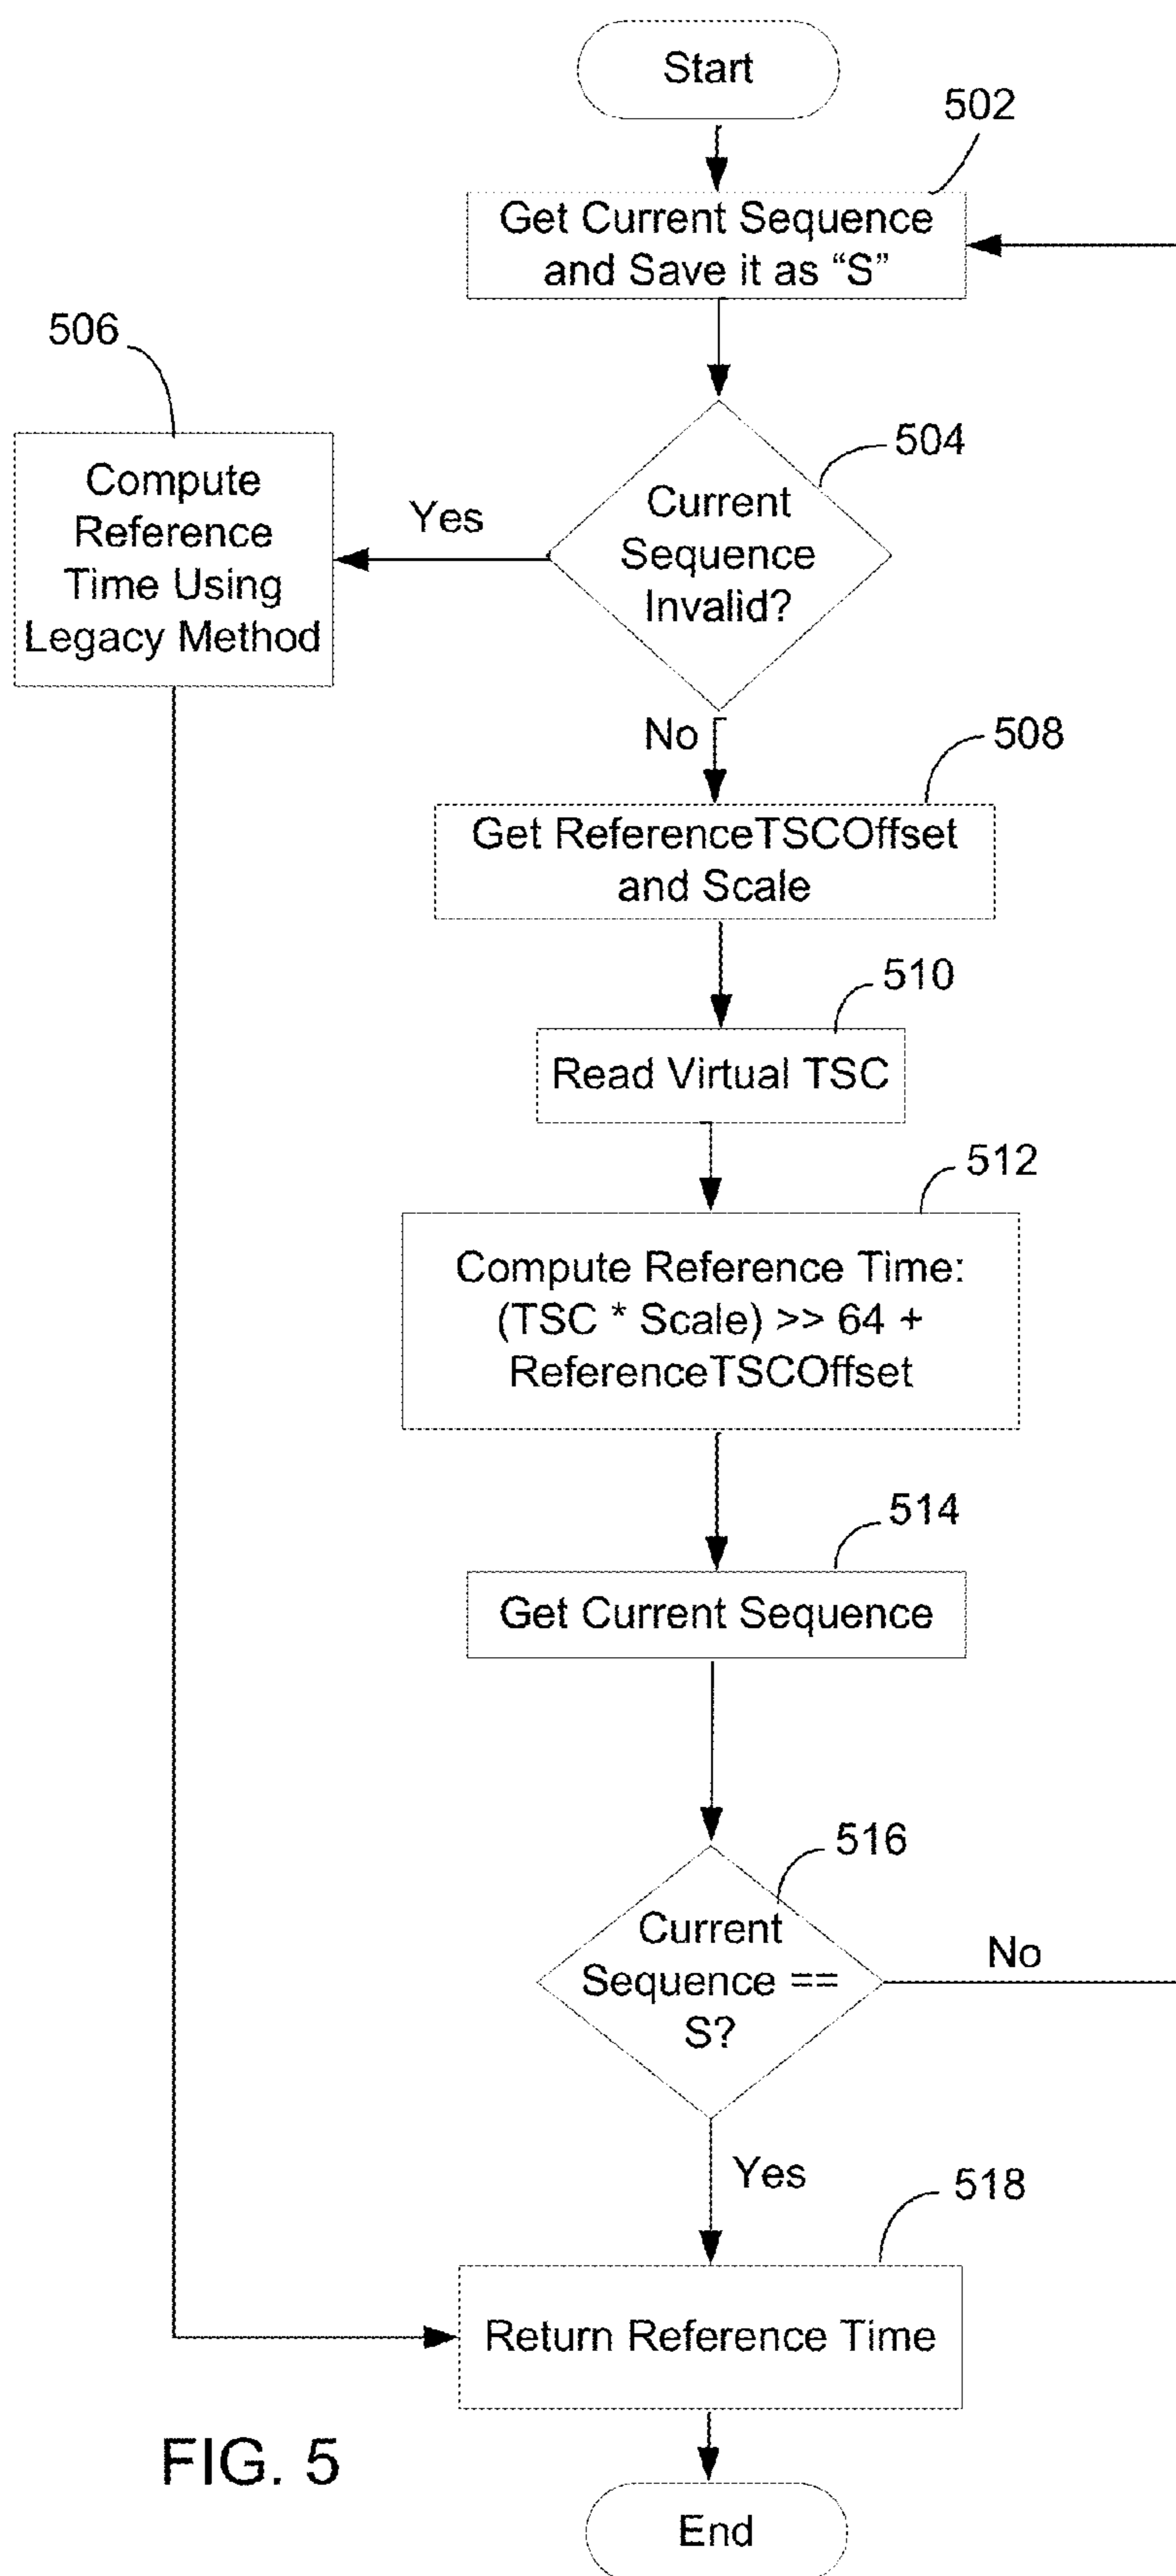 Start
502
Get Current Sequence
and Save it as “S”
506
504
Compute
Reference
Time Using
Legacy Method
Yes
Current
Sequence
Invalid?
No
508
Get ReferenceTSCOffset
and Scale
510
Read Virtual TSC
512
Compute Reference Time:
(TSC * Scale) >> 64 +
ReferenceTSCOffset
514
Get Current Sequence
516
Current
Sequence ==
S?
No
Yes
518
Return Reference Time
FIG. 5
End